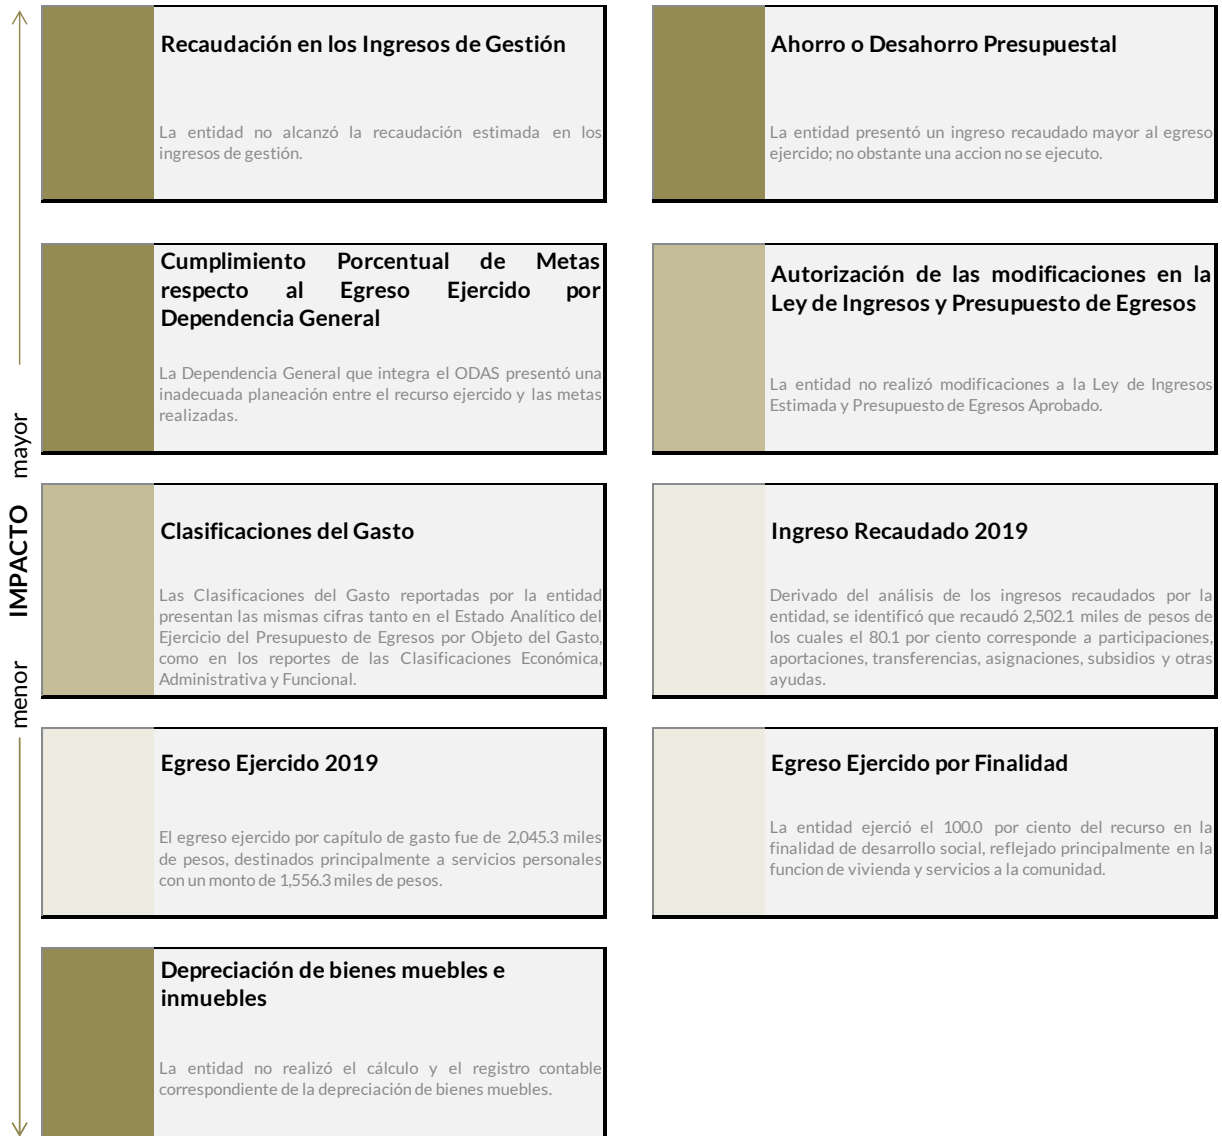 Recaudación en los Ingresos de Gestión
La entidad no alcanzó la recaudación estimada en los
ingresos de gestión.
Ahorro o Desahorro Presupuestal
La entidad presentó un ingreso recaudado mayor al egreso
ejercido; no obstante una accion no se ejecuto.
Cumplimiento Porcentual de Metas
respecto al Egreso Ejercido por
Dependencia General
La Dependencia General que integra el ODAS presentó una
inadecuada planeación entre el recurso ejercido y las metas
realizadas.
Autorización de las modificaciones en la
Ley de Ingresos y Presupuesto de Egresos
La entidad no realizó modificaciones a la Ley de Ingresos
Estimada y Presupuesto de Egresos Aprobado.
menor IMPACTO mayor
Clasificaciones del Gasto
Las Clasificaciones del Gasto reportadas por la entidad
presentan las mismas cifras tanto en el Estado Analítico del
Ejercicio del Presupuesto de Egresos por Objeto del Gasto,
como en los reportes de las Clasificaciones Económica,
Administrativa y Funcional.
Ingreso Recaudado 2019
Derivado del análisis de los ingresos recaudados por la
entidad, se identificó que recaudó 2,502.1 miles de pesos de
los cuales el 80.1 por ciento corresponde a participaciones,
aportaciones, transferencias, asignaciones, subsidios y otras
ayudas.
Egreso Ejercido 2019
El egreso ejercido por capítulo de gasto fue de 2,045.3 miles
de pesos, destinados principalmente a servicios personales
con un monto de 1,556.3 miles de pesos.
Egreso Ejercido por Finalidad
La entidad ejerció el 100.0 por ciento del recurso en la
finalidad de desarrollo social, reflejado principalmente en la
funcion de vivienda y servicios a la comunidad.
Depreciación de bienes muebles e
inmuebles
La entidad no realizó el cálculo y el registro contable
correspondiente de la depreciación de bienes muebles.